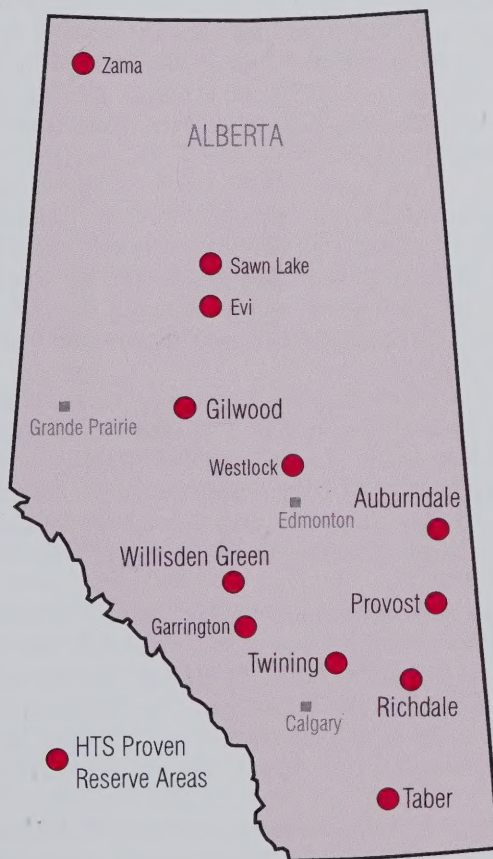 Zama
ALBERTA
Sawn Lake
Evi
Gilwood
Grande Prairie
Westlock
Auburndale
Edmonton
Willisden Green
Provost
Garrington
Twining
Richdale
Calgary
HTS Proven
Reserve Areas
Taber